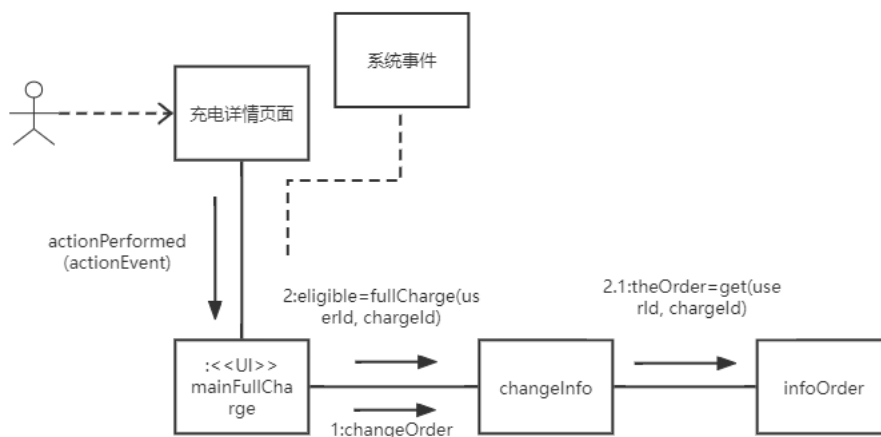 系统事件
充电详情页面
actionPerformed
(actionEvent)
2:eligible=fullCharge(us
erId, chargeId)
2.1:theOrder=get(use
rId, chargeId)
:<<UI>>
mainFullCha
rge
changeInfo
infoOrder
1:changeOrder